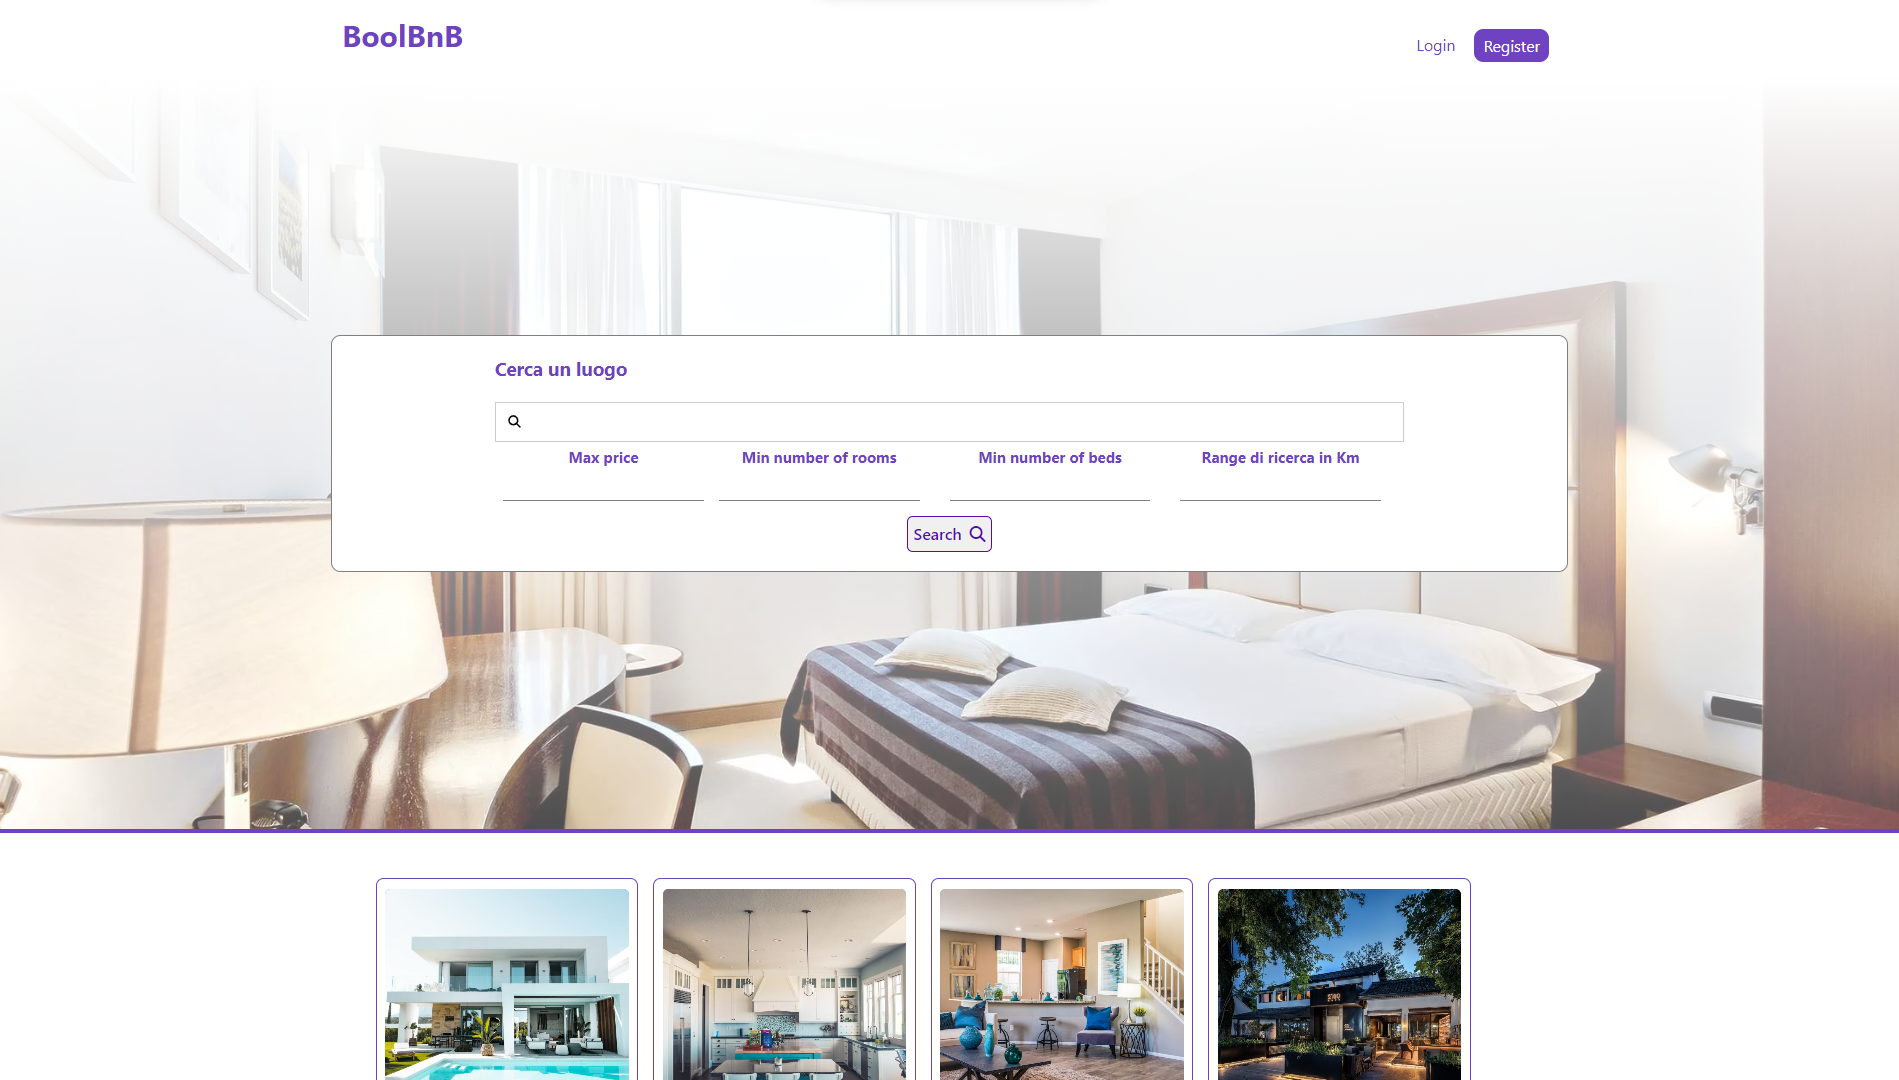 BoolBnB
Login
Register
Cerca un luogo
Max price
Min number of rooms
Min number of beds
Range di ricerca in Km
Search